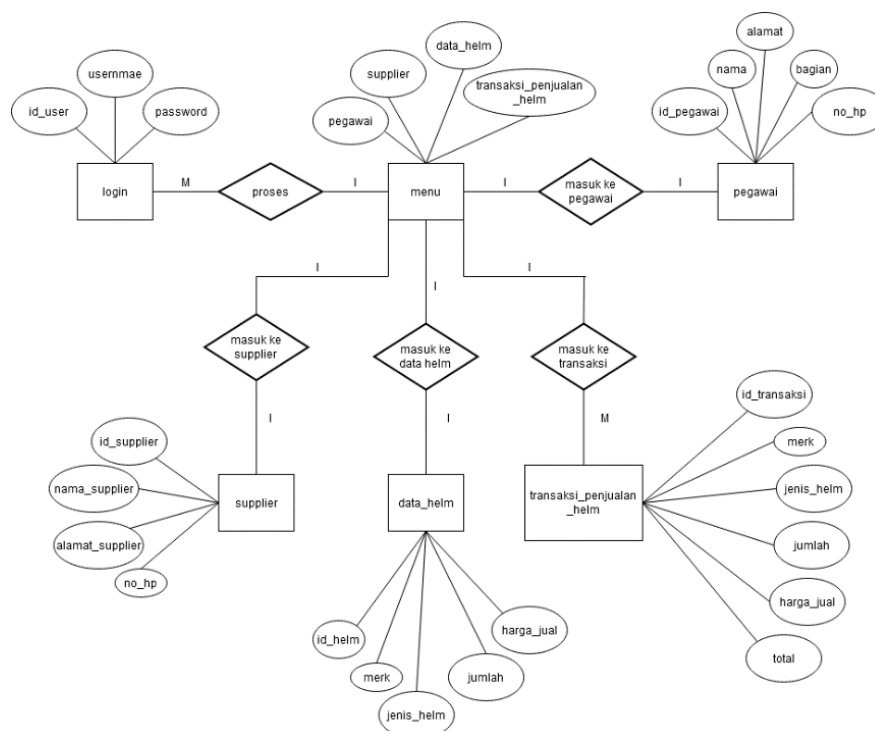 alamat
data_helm
usernmae
supplier
nama
bagian
transaksi_penjualan
_helm
id_user
password
pegawai
id_pegawai
no_hp
login
M
proses
I
menu
I
masuk ke
pegawai
I
pegawai
I
I
I
masuk ke
supplier
masuk ke
data helm
masuk ke
transaksi
id_transaksi
I
I
M
id_supplier
merk
nama_supplier
supplier
data_helm
transaksi_penjualan
_helm
jenis_helm
alamat_supplier
jumlah
no_hp
harga_jual
id_helm
harga_jual
merk
jumlah
total
jenis_helm